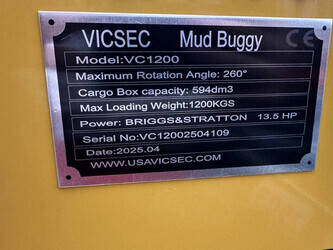 VICSEC Mud Buggy CE
Model:VC1200
Maximum Rotation Angle: 260°
Cargo Box capacity: 594dm3
Max Loading Weight:1200KGS
Power: BRIGGS&STRATTON 13.5 HP
Serial No:VC12002504109
Date:2025.04
WWW.USAVICSEC.COM